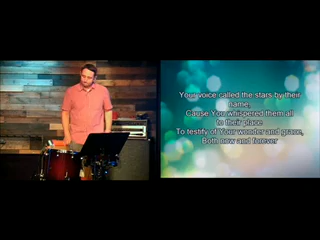 Your voice called the stars by their
name,
Cause You whispered them all
to their place
To testify of Your wonder and grace,
Both now and forever